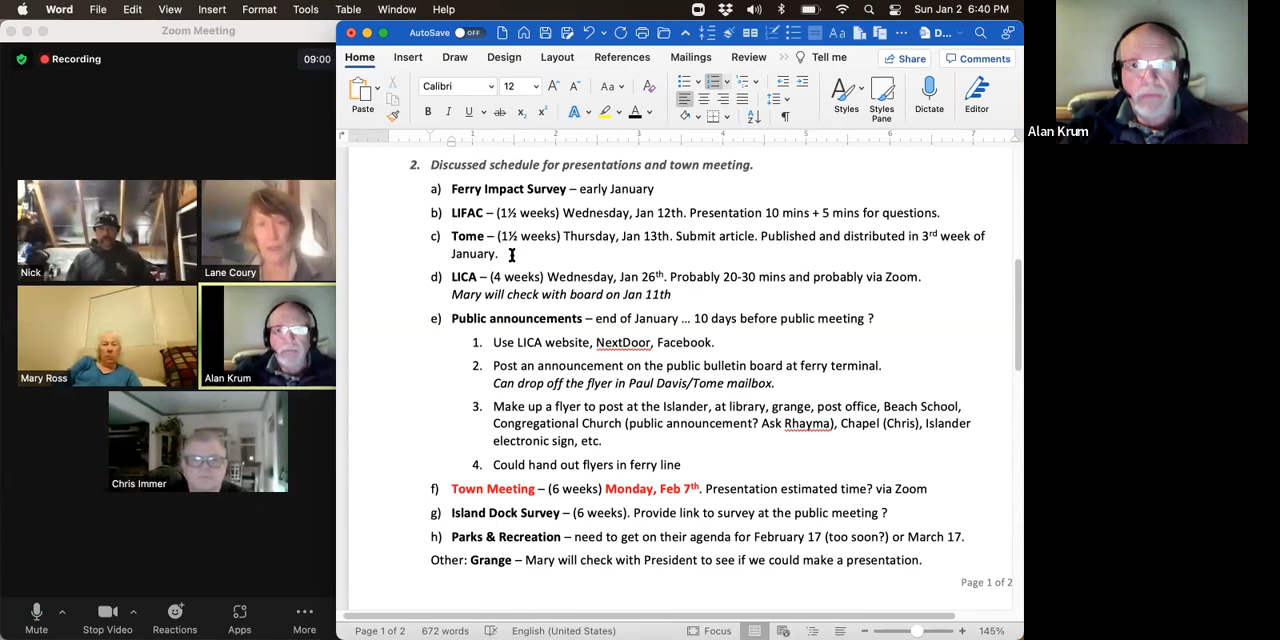 Word File Edit View Insert Format Tools Table Window Help Sun Jan 2 6:40 PM
Zoom Meeting
Recording
09:00
AutoSave OFF
D...
Home Insert Draw Design Layout References Mailings Review Tell me Share Comments
Paste
Calibri 12
Styles
Styles Pane
Dictate
Editor
1 2 3 4 5 6 7
2. Discussed schedule for presentations and town meeting.
a) Ferry Impact Survey – early January
b) LIFAC – (1½ weeks) Wednesday, Jan 12th. Presentation 10 mins + 5 mins for questions.
c) Tome – (1½ weeks) Thursday, Jan 13th. Submit article. Published and distributed in 3rd week of
January.
d) LICA – (4 weeks) Wednesday, Jan 26th. Probably 20-30 mins and probably via Zoom.
Mary will check with board on Jan 11th
e) Public announcements – end of January ... 10 days before public meeting ?
1. Use LICA website, NextDoor, Facebook.
2. Post an announcement on the public bulletin board at ferry terminal.
Can drop off the flyer in Paul Davis/Tome mailbox.
3. Make up a flyer to post at the Islander, at library, grange, post office, Beach School,
Congregational Church (public announcement? Ask Rhayma), Chapel (Chris), Islander
electronic sign, etc.
4. Could hand out flyers in ferry line
f) Town Meeting – (6 weeks) Monday, Feb 7th. Presentation estimated time? via Zoom
g) Island Dock Survey – (6 weeks). Provide link to survey at the public meeting ?
h) Parks & Recreation – need to get on their agenda for February 17 (too soon?) or March 17.
Other: Grange – Mary will check with President to see if we could make a presentation.
Page 1 of 2
Page 1 of 2 672 words English (United States) Focus 145%
Nick
Lane Coury
Mary Ross
Alan Krum
Chris Immer
Mute
Stop Video
Reactions
Apps
More
Alan Krum